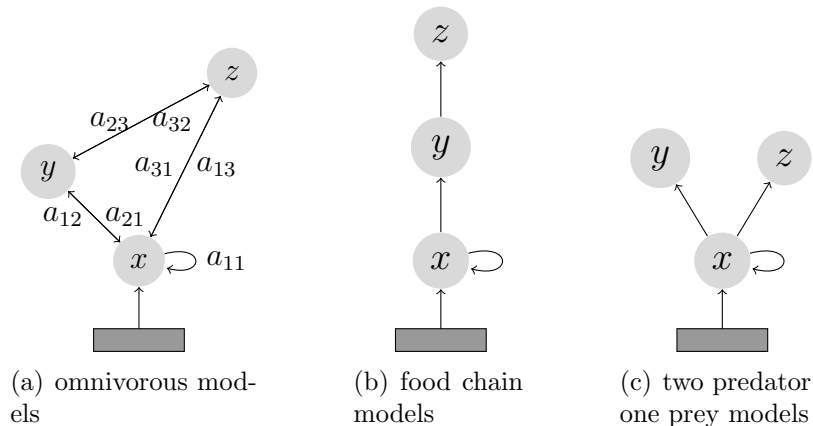 z
a₂₃ a₃₂
y
a₃₁ a₁₃
a₁₂ a₂₁
x a₁₁
(a) omnivorous mod-
els
z
y
x
(b) food chain
models
y z
x
(c) two predator
one prey models